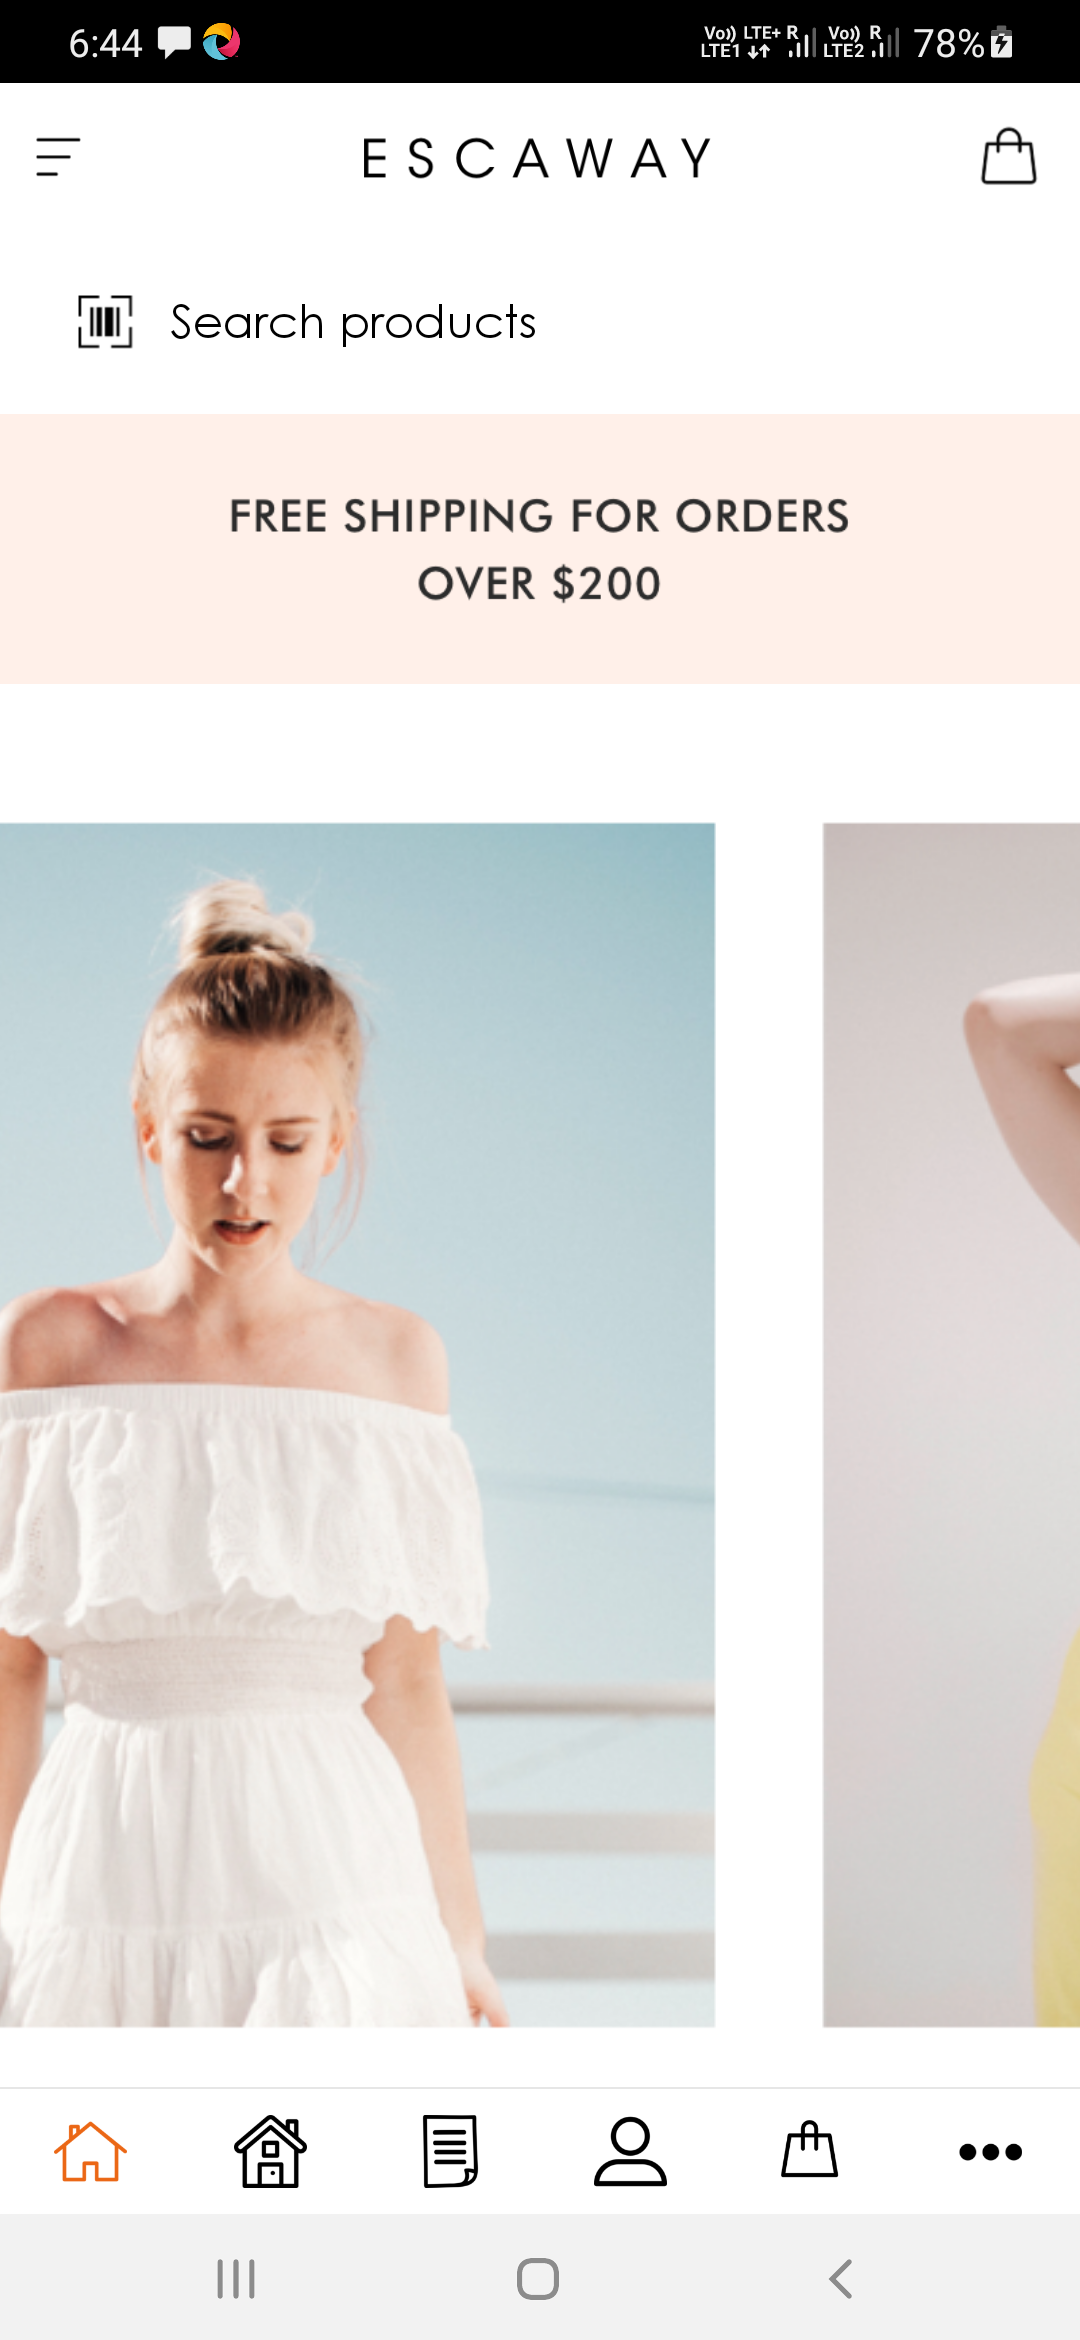 6:44
Vo)) LTE+ R Vo)) R 78%
LTE1 LTE2
ESCAWAY
Search products
FREE SHIPPING FOR ORDERS
OVER $200